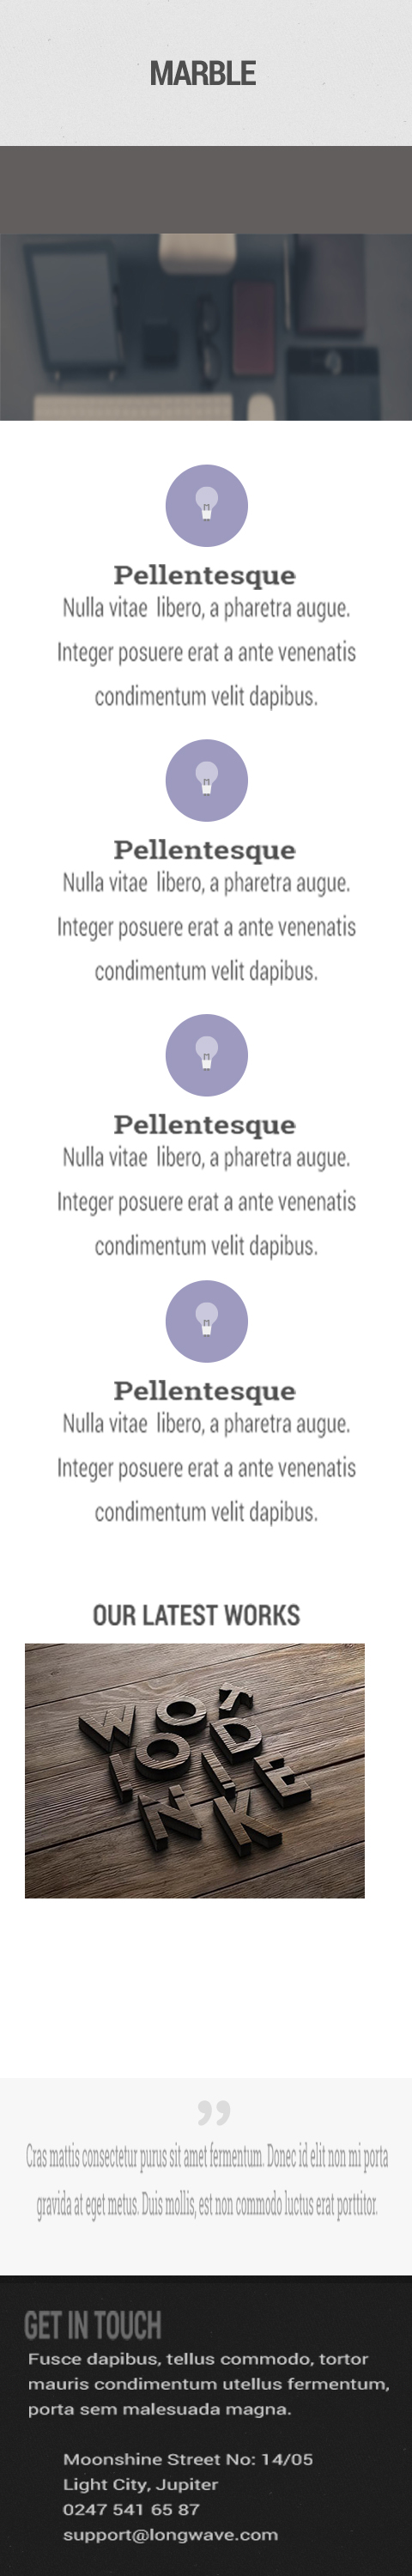 MARBLE
Pellentesque
Nulla vitae libero, a pharetra augue.
Integer posuere erat a ante venenatis
condimentum velit dapibus.
Pellentesque
Nulla vitae libero, a pharetra augue.
Integer posuere erat a ante venenatis
condimentum velit dapibus.
Pellentesque
Nulla vitae libero, a pharetra augue.
Integer posuere erat a ante venenatis
condimentum velit dapibus.
Pellentesque
Nulla vitae libero, a pharetra augue.
Integer posuere erat a ante venenatis
condimentum velit dapibus.
OUR LATEST WORKS
WOT
LOID
INK E
”
Cras mattis consectetur purus sit amet fermentum. Donec id elit non mi porta
gravida at eget metus. Duis mollis, est non commodo luctus erat porttitor.
GET IN TOUCH
Fusce dapibus, tellus commodo, tortor
mauris condimentum utellus fermentum,
porta sem malesuada magna.
Moonshine Street No: 14/05
Light City, Jupiter
0247 541 65 87
support@longwave.com